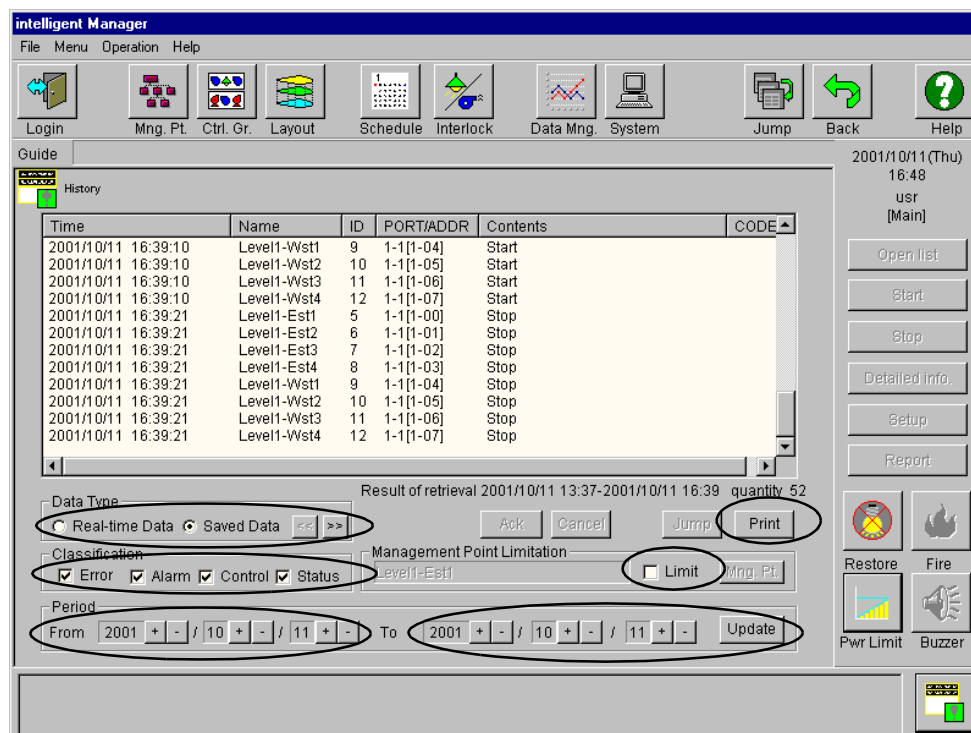 intelligent Manager
File Menu Operation Help
Login Mng. Pt. Ctrl. Gr. Layout Schedule Interlock Data Mng. System Jump Back Help
Guide
2001/10/11(Thu)
16:48
usr
[Main]
History
Time Name ID PORT/ADDR Contents CODE
2001/10/11 16:39:10 Level1-Wst1 9 1-1[1-04] Start
2001/10/11 16:39:10 Level1-Wst2 10 1-1[1-05] Start
2001/10/11 16:39:10 Level1-Wst3 11 1-1[1-06] Start
2001/10/11 16:39:10 Level1-Wst4 12 1-1[1-07] Start
2001/10/11 16:39:21 Level1-Est1 5 1-1[1-00] Stop
2001/10/11 16:39:21 Level1-Est2 6 1-1[1-01] Stop
2001/10/11 16:39:21 Level1-Est3 7 1-1[1-02] Stop
2001/10/11 16:39:21 Level1-Est4 8 1-1[1-03] Stop
2001/10/11 16:39:21 Level1-Wst1 9 1-1[1-04] Stop
2001/10/11 16:39:21 Level1-Wst2 10 1-1[1-05] Stop
2001/10/11 16:39:21 Level1-Wst3 11 1-1[1-06] Stop
2001/10/11 16:39:21 Level1-Wst4 12 1-1[1-07] Stop
Open list
Start
Stop
Detailed info.
Setup
Report
Result of retrieval 2001/10/11 13:37-2001/10/11 16:39 quantity 52
Data Type
Real-time Data Saved Data << >>
Ack Cancel Jump Print
Classification
Error Alarm Control Status
Management Point Limitation
Level1-Est1 Limit Mng. Pt.
Period
From 2001 + - / 10 + - / 11 + - To 2001 + - / 10 + - / 11 + - Update
Restore Fire
Pwr Limit Buzzer